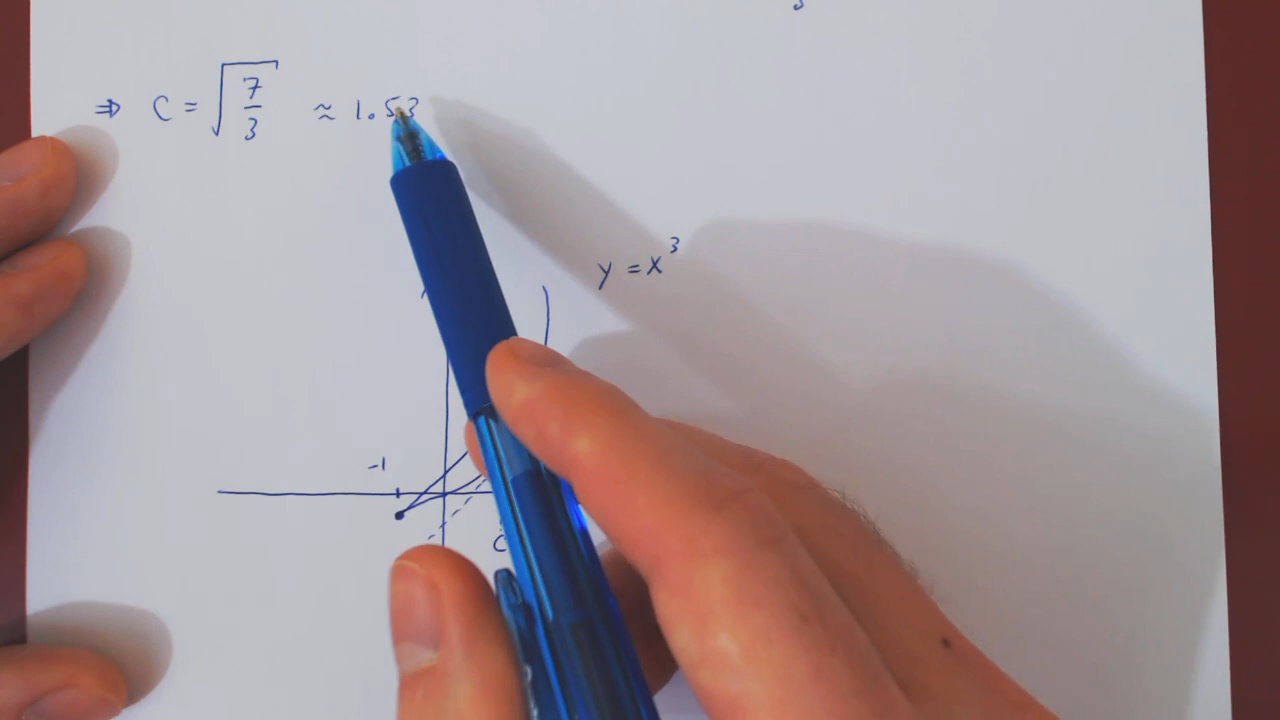 ⇒ C = √(7/3) ≈ 1.53
y = x³
-1
C